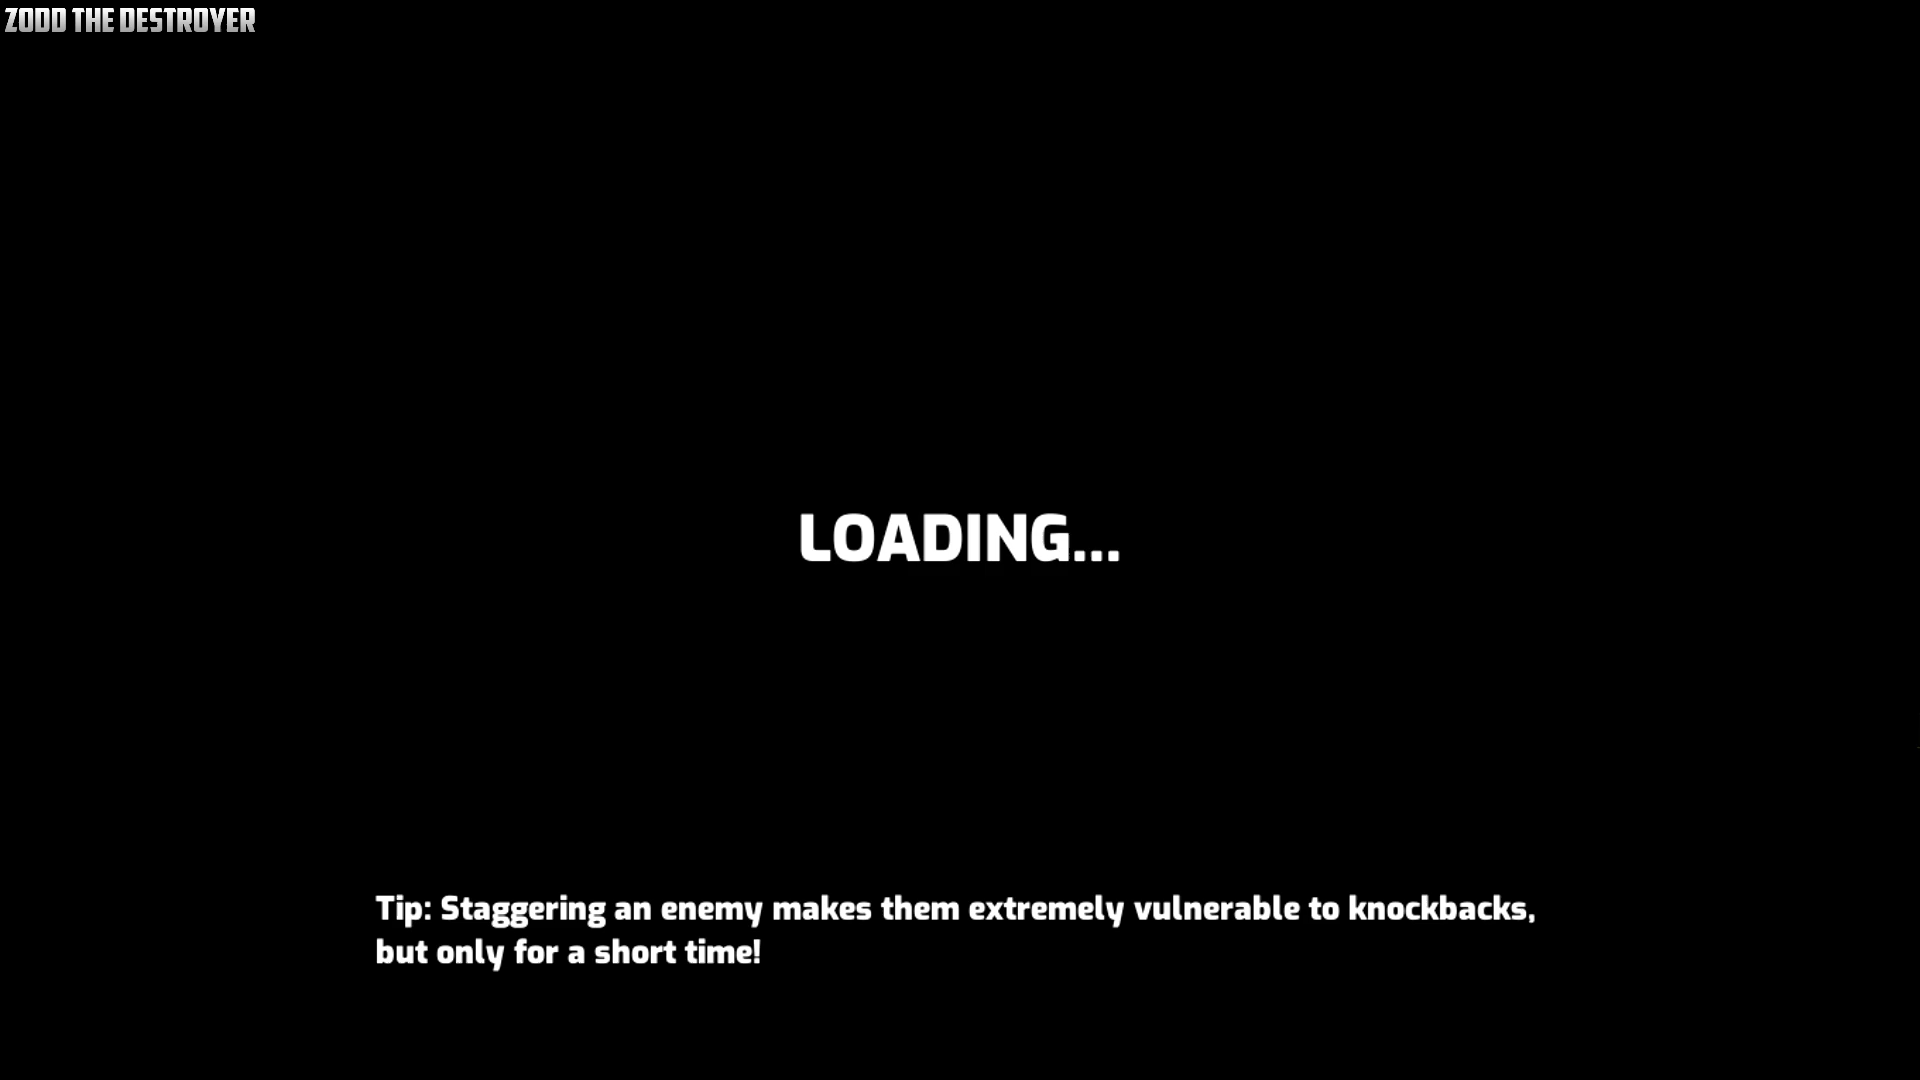 ZODD THE DESTROYER
LOADING...
Tip: Staggering an enemy makes them extremely vulnerable to knockbacks,
but only for a short time!